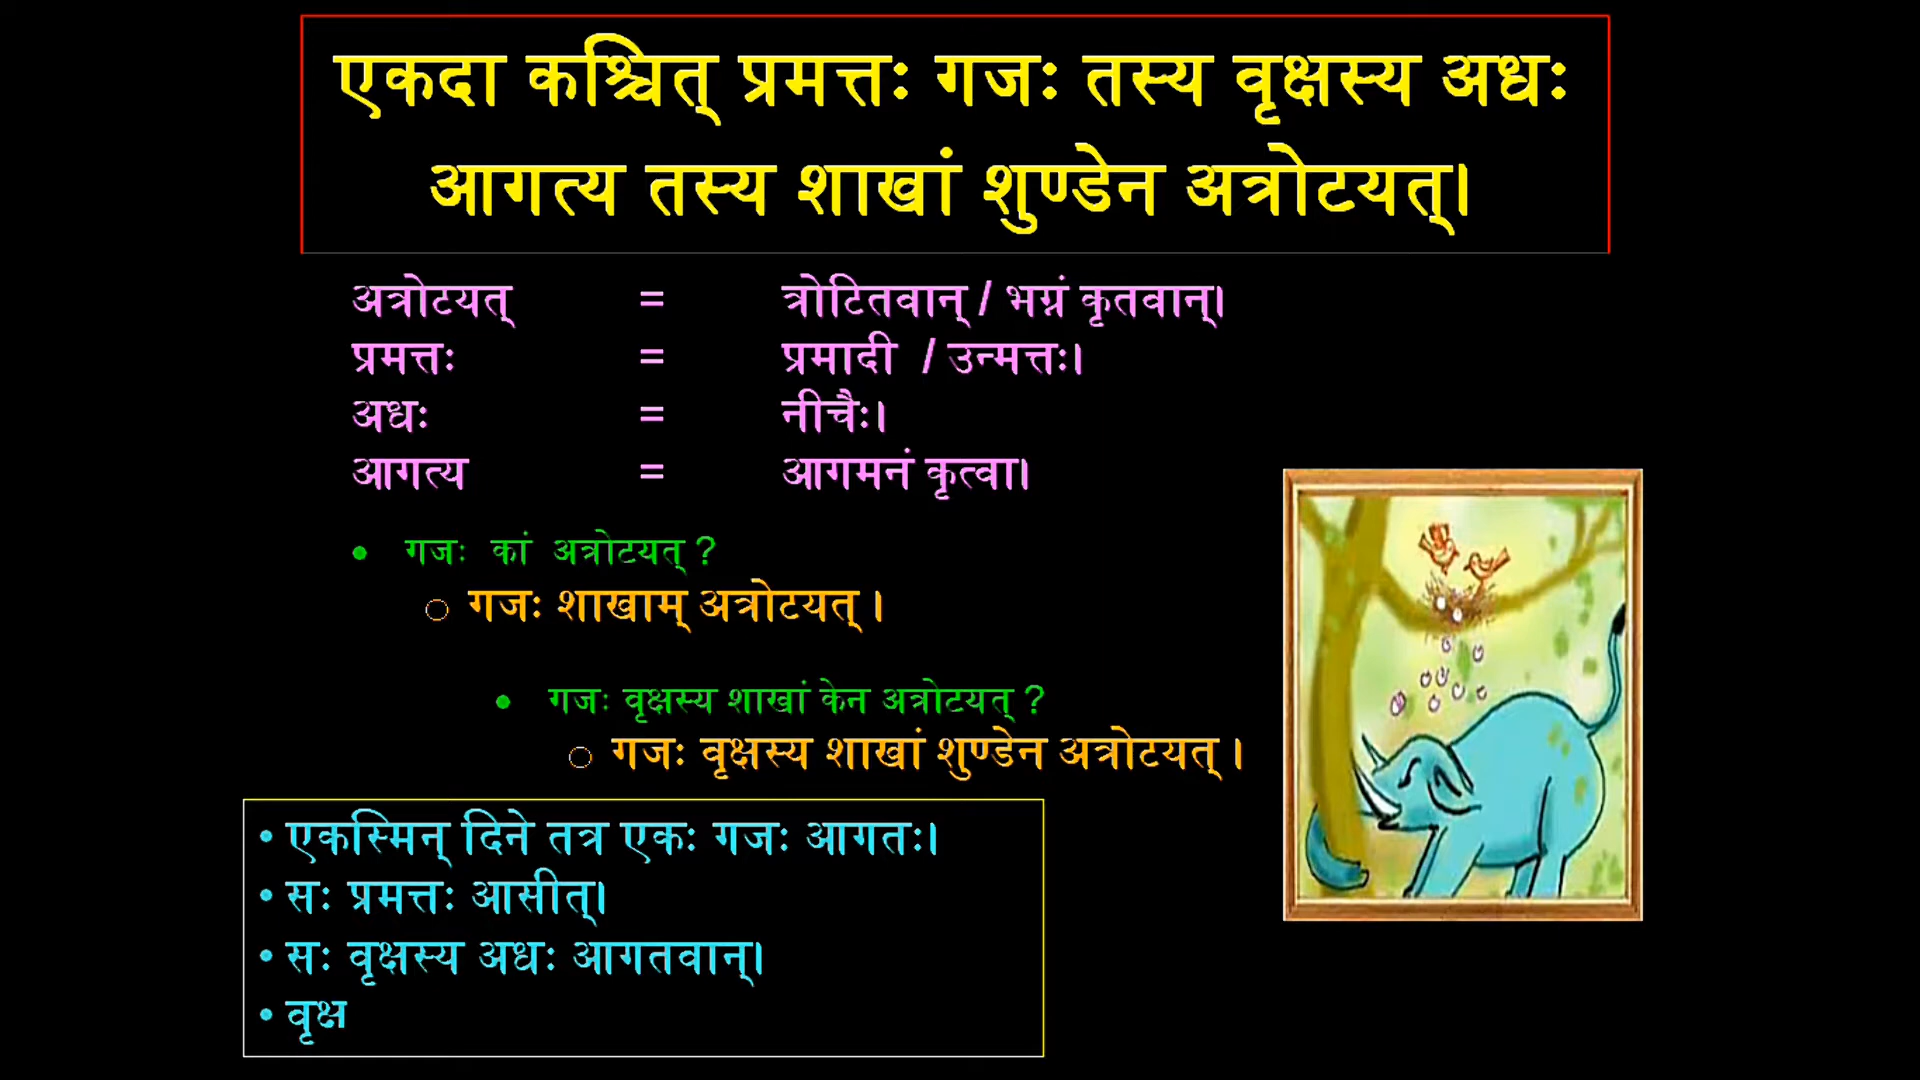 एकदा कश्चित् प्रमत्तः गजः तस्य वृक्षस्य अधः
आगत्य तस्य शाखां शुण्डेन अत्रोटयत्।
अत्रोटयत् = त्रोटितवान् / भग्नं कृतवान्।
प्रमत्तः = प्रमादी / उन्मत्तः।
अधः = नीचैः।
आगत्य = आगमनं कृत्वा।
• गजः कां अत्रोटयत् ?
○ गजः शाखाम् अत्रोटयत् ।
• गजः वृक्षस्य शाखां केन अत्रोटयत् ?
○ गजः वृक्षस्य शाखां शुण्डेन अत्रोटयत् ।
• एकस्मिन् दिने तत्र एकः गजः आगतः।
• सः प्रमत्तः आसीत्।
• सः वृक्षस्य अधः आगतवान्।
• वृक्ष